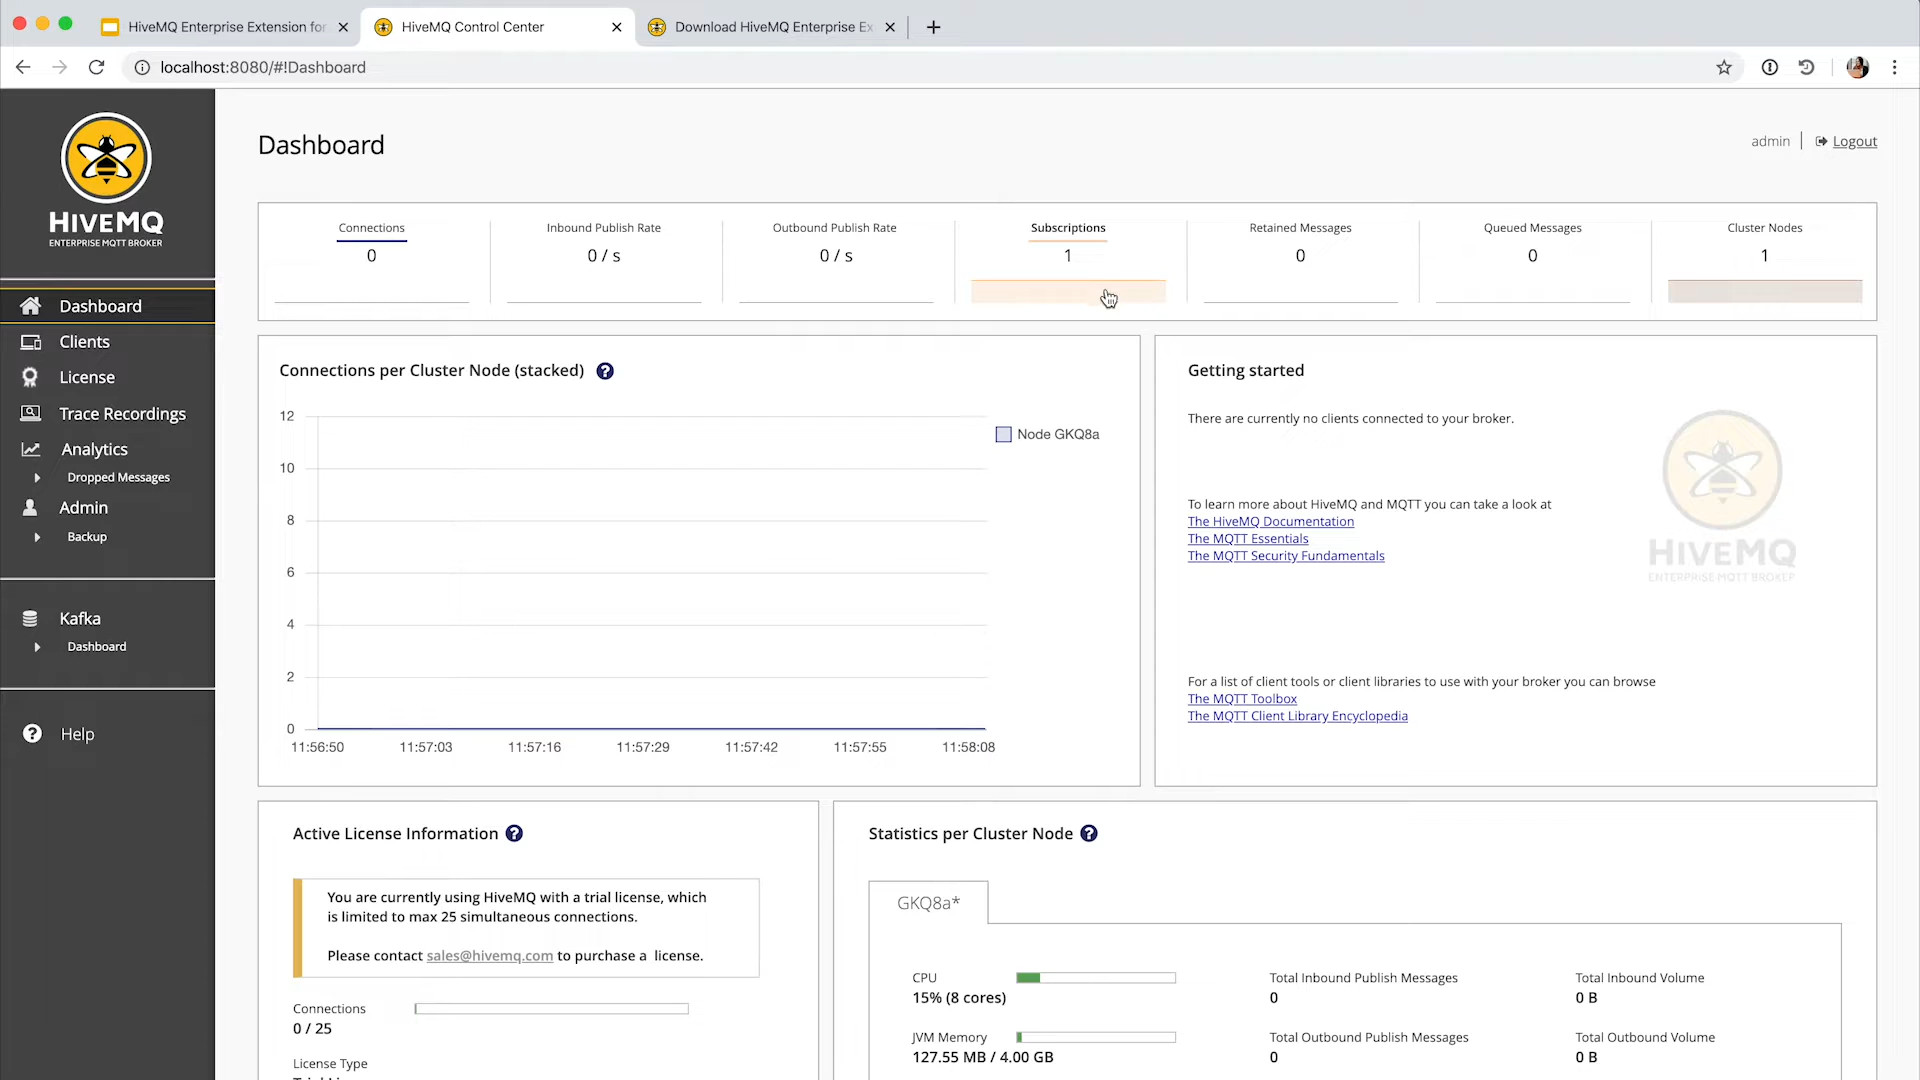 HiveMQ Enterprise Extension for
HiveMQ Control Center
Download HiveMQ Enterprise Ex
localhost:8080/#!Dashboard
HIVEMQ
ENTERPRISE MQTT BROKER
Dashboard
Clients
License
Trace Recordings
Analytics
Dropped Messages
Admin
Backup
Kafka
Dashboard
Help
Dashboard
admin
Logout
Connections
0
Inbound Publish Rate
0 / s
Outbound Publish Rate
0 / s
Subscriptions
1
Retained Messages
0
Queued Messages
0
Cluster Nodes
1
Connections per Cluster Node (stacked) ?
12
10
8
6
4
2
0
11:56:50 11:57:03 11:57:16 11:57:29 11:57:42 11:57:55 11:58:08
Node GKQ8a
Getting started
There are currently no clients connected to your broker.
To learn more about HiveMQ and MQTT you can take a look at
The HiveMQ Documentation
The MQTT Essentials
The MQTT Security Fundamentals
HIVEMQ
ENTERPRISE MQTT BROKER
For a list of client tools or client libraries to use with your broker you can browse
The MQTT Toolbox
The MQTT Client Library Encyclopedia
Active License Information ?
You are currently using HiveMQ with a trial license, which
is limited to max 25 simultaneous connections.
Please contact sales@hivemq.com to purchase a license.
Connections
0 / 25
License Type
Statistics per Cluster Node ?
GKQ8a*
CPU
15% (8 cores)
Total Inbound Publish Messages
0
Total Inbound Volume
0 B
JVM Memory
127.55 MB / 4.00 GB
Total Outbound Publish Messages
0
Total Outbound Volume
0 B